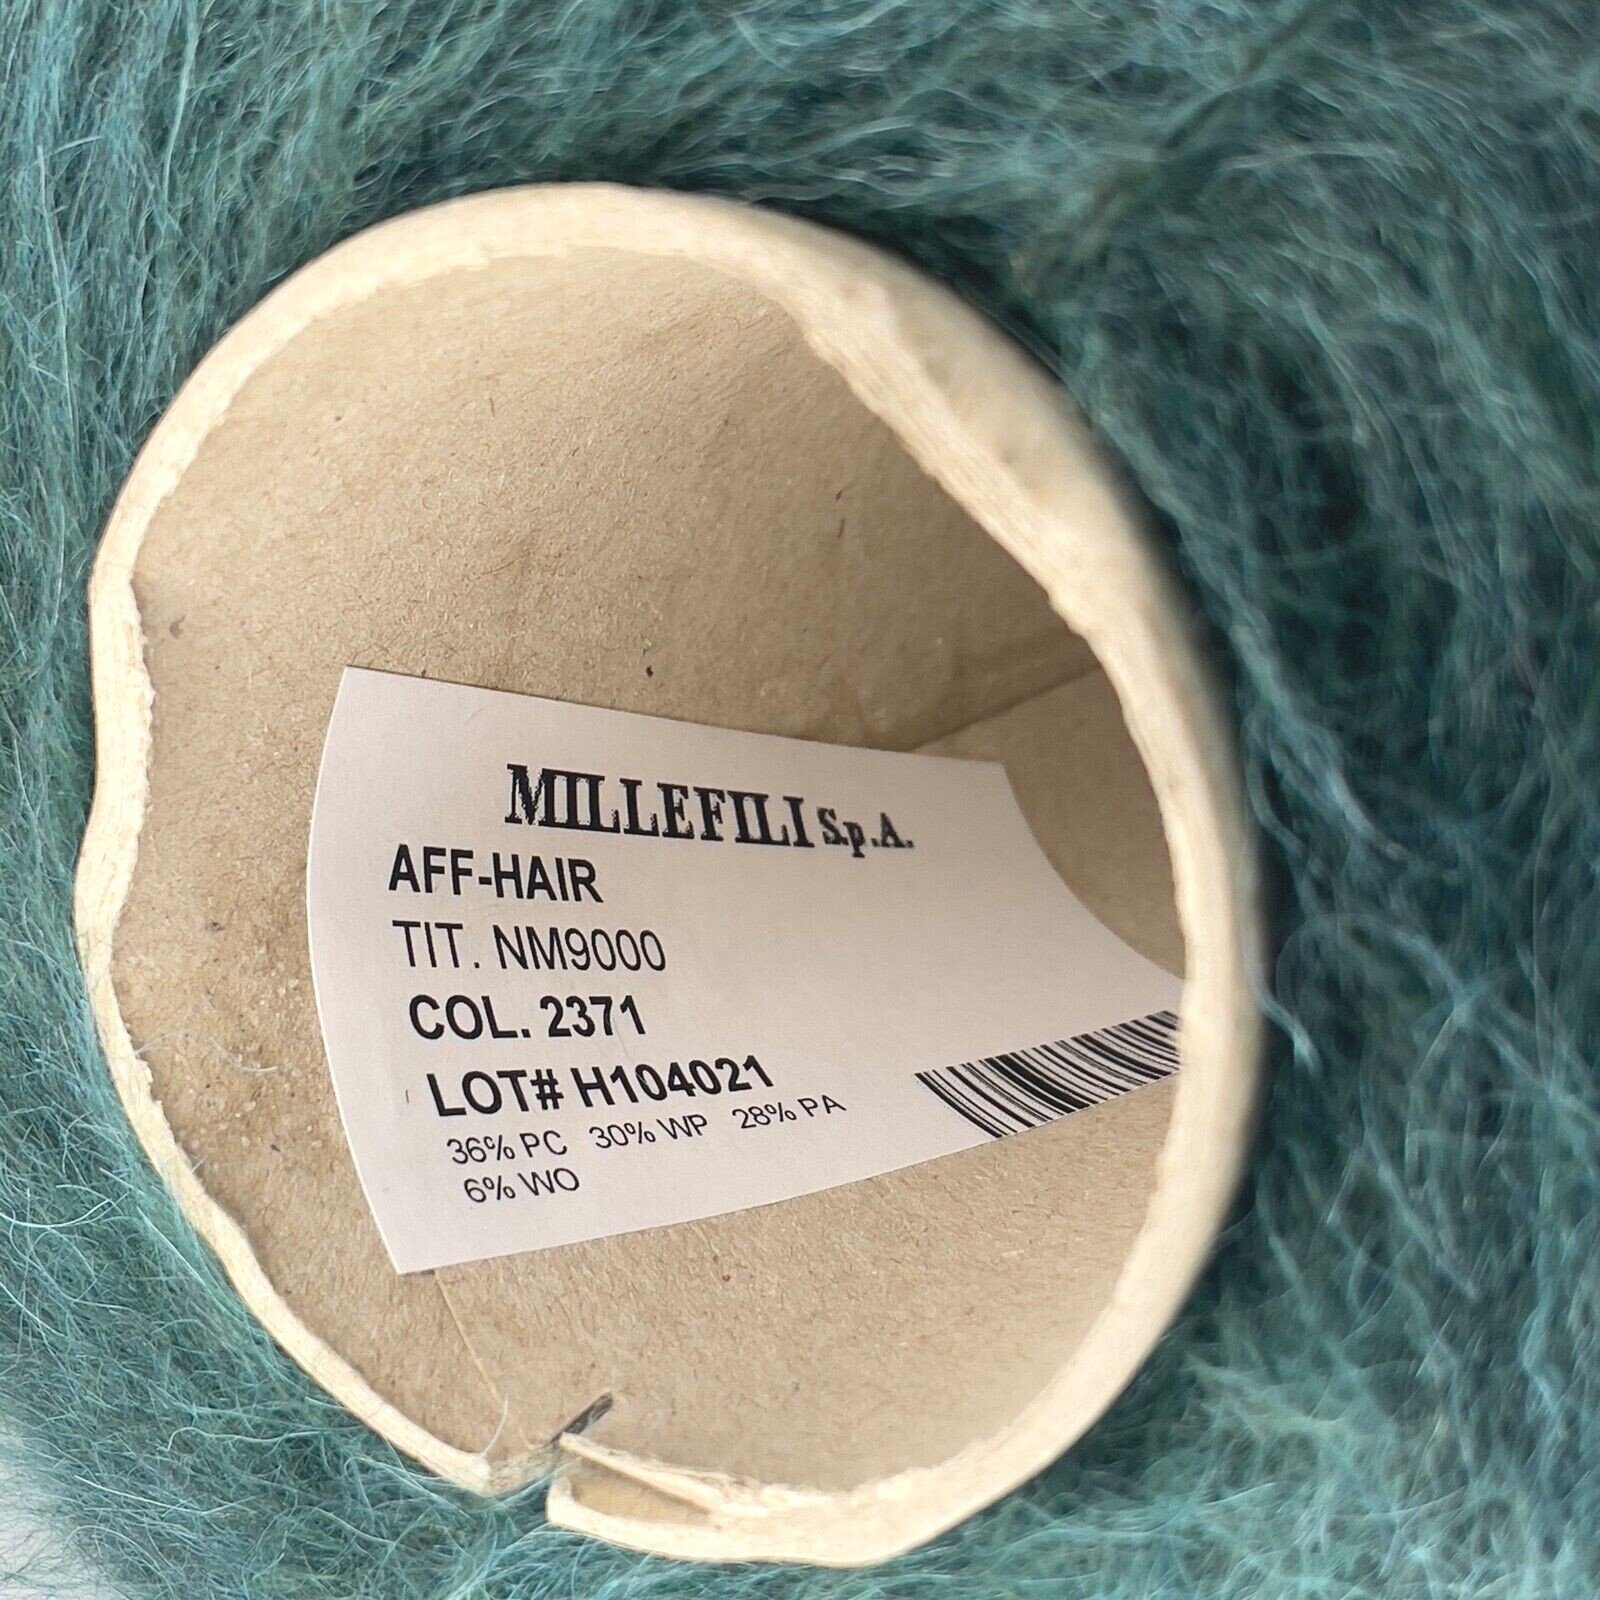 MILLEFILI S.p.A.
AFF-HAIR
TIT. NM9000
COL. 2371
LOT# H104021
36% PC 30% WP 28% PA
6% WO